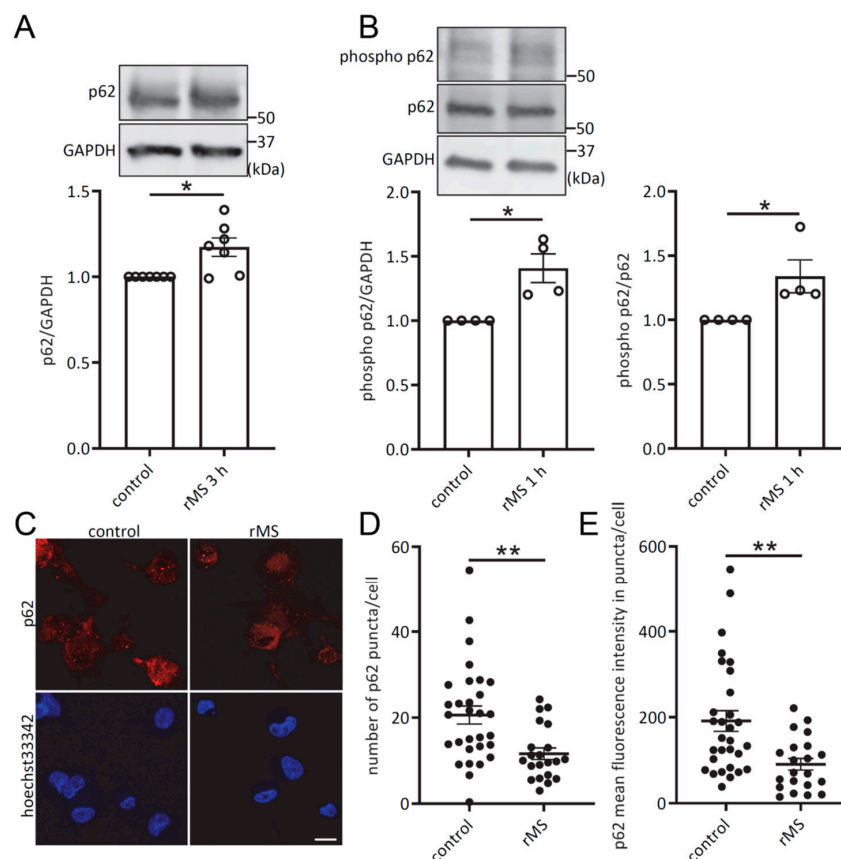 A
p62
50
GAPDH
37
(kDa)
*
1.5
1.0
0.5
0.0
p62/GAPDH
control
rMS 3 h
B
phospho p62
50
p62
50
GAPDH
37
(kDa)
*
2.0
1.5
1.0
0.5
0.0
phospho p62/GAPDH
control
rMS 1 h
*
2.0
1.5
1.0
0.5
0.0
phospho p62/p62
control
rMS 1 h
C
control
rMS
p62
hoechst33342
D
**
60
40
20
0
number of p62 puncta/cell
control
rMS
E
**
600
400
200
0
p62 mean fluorescence intensity in puncta/cell
control
rMS